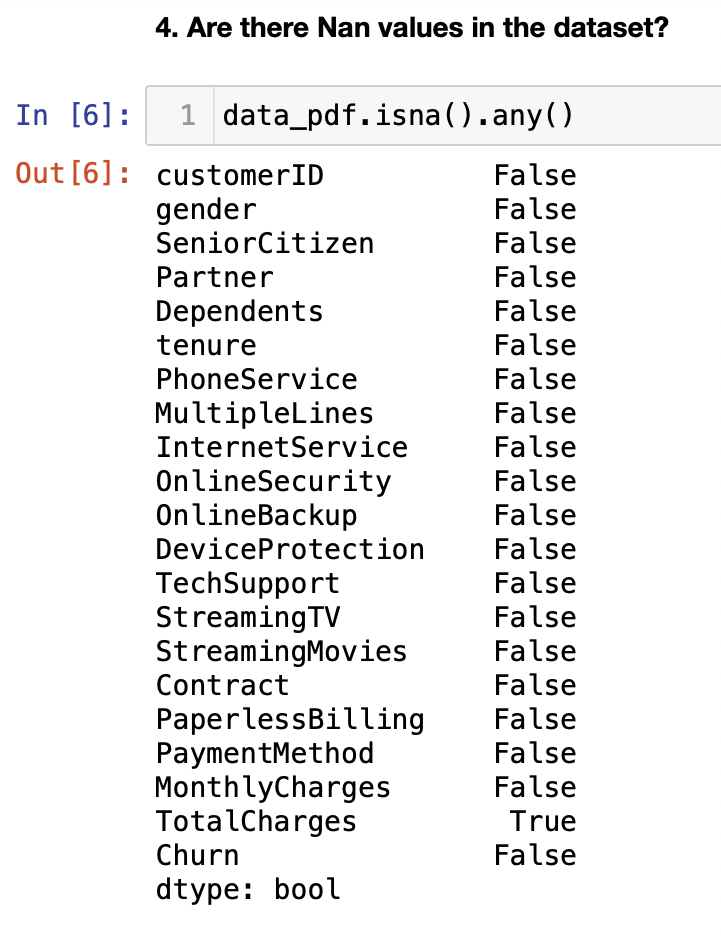 4. Are there Nan values in the dataset?
In [6]: 1 data_pdf.isna().any()
Out[6]: customerID False
gender False
SeniorCitizen False
Partner False
Dependents False
tenure False
PhoneService False
MultipleLines False
InternetService False
OnlineSecurity False
OnlineBackup False
DeviceProtection False
TechSupport False
StreamingTV False
StreamingMovies False
Contract False
PaperlessBilling False
PaymentMethod False
MonthlyCharges False
TotalCharges True
Churn False
dtype: bool